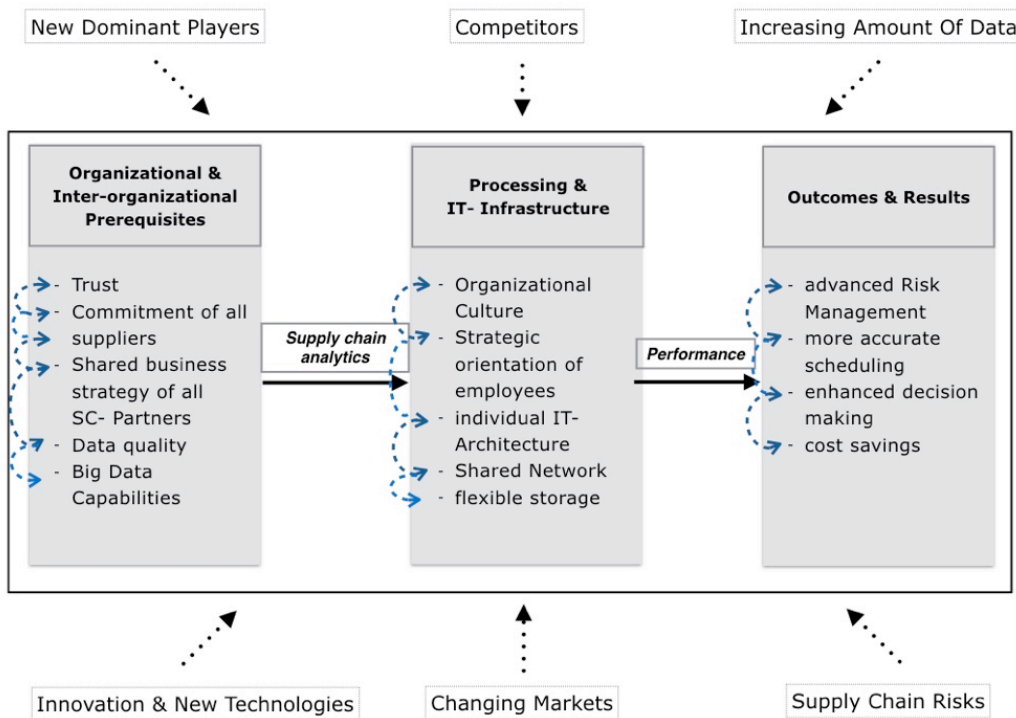 New Dominant Players
Competitors
Increasing Amount Of Data
Organizational &
Inter-organizational
Prerequisites
- Trust
- Commitment of all
- suppliers
- Shared business
strategy of all
SC- Partners
- Data quality
- Big Data
Capabilities
Supply chain
analytics
Processing &
IT- Infrastructure
- Organizational
Culture
- Strategic
orientation of
employees
- individual IT-
Architecture
- Shared Network
- flexible storage
Performance
Outcomes & Results
- advanced Risk
Management
- more accurate
scheduling
- enhanced decision
making
- cost savings
Innovation & New Technologies
Changing Markets
Supply Chain Risks